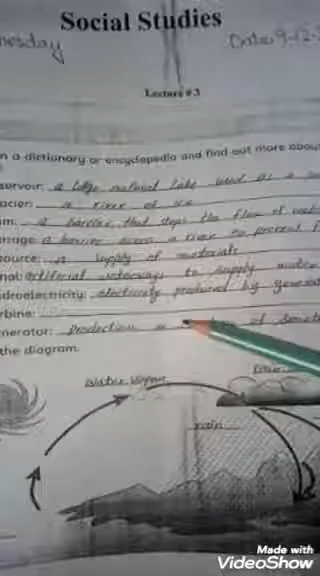 Social Studies
nesday Date: 9-12-
Lecture #3
n a dictionary or encyclopedia and find out more about
servoir: a large natural lake used as a
acier: a river of ice
am: A barrier that stops the flow of
rrage: a barrier across a river to prevent
source: a supply of materials
nal: artificial waterways to supply water
droelectricity: electricity produced by
rbine:
nerator: Production
the diagram.
Water Vapour
rain
Made with
VideoShow